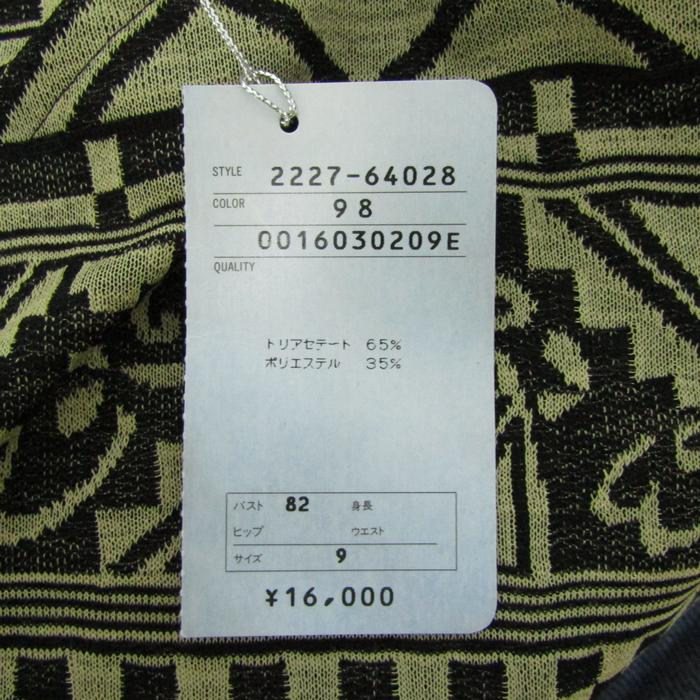 STYLE 2227-64028
COLOR 98
0016030209E
QUALITY
トリアセテート 65%
ポリエステル 35%
バスト 82 身長
ヒップ ウエスト
サイズ 9
¥16,000